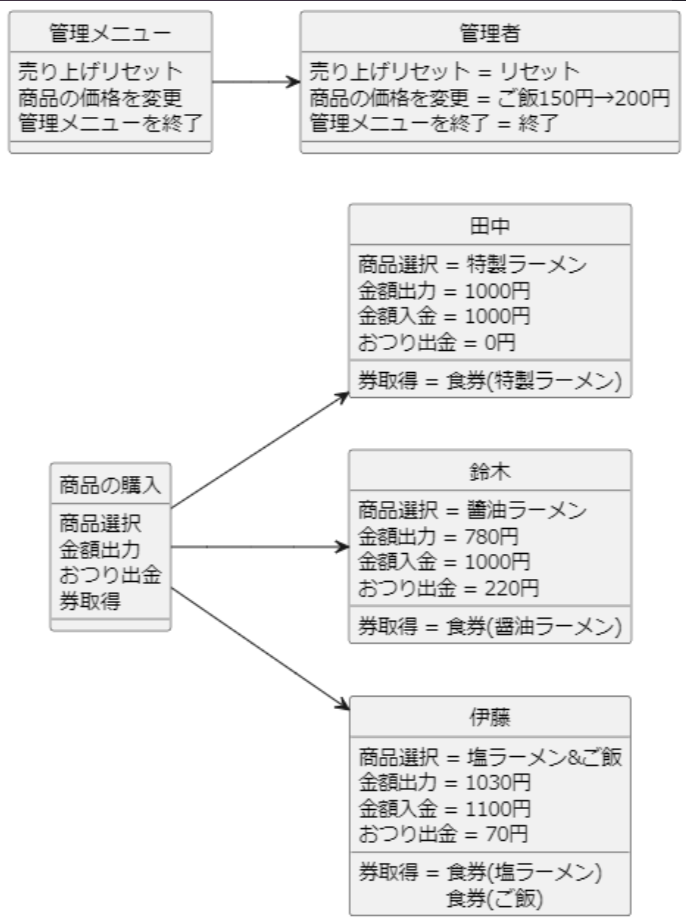 管理メニュー
売り上げリセット
商品の価格を変更
管理メニューを終了
管理者
売り上げリセット = リセット
商品の価格を変更 = ご飯150円→200円
管理メニューを終了 = 終了
田中
商品選択 = 特製ラーメン
金額出力 = 1000円
金額入金 = 1000円
おつり出金 = 0円
券取得 = 食券(特製ラーメン)
商品の購入
商品選択
金額出力
おつり出金
券取得
鈴木
商品選択 = 醬油ラーメン
金額出力 = 780円
金額入金 = 1000円
おつり出金 = 220円
券取得 = 食券(醤油ラーメン)
伊藤
商品選択 = 塩ラーメン&ご飯
金額出力 = 1030円
金額入金 = 1100円
おつり出金 = 70円
券取得 = 食券(塩ラーメン)
食券(ご飯)